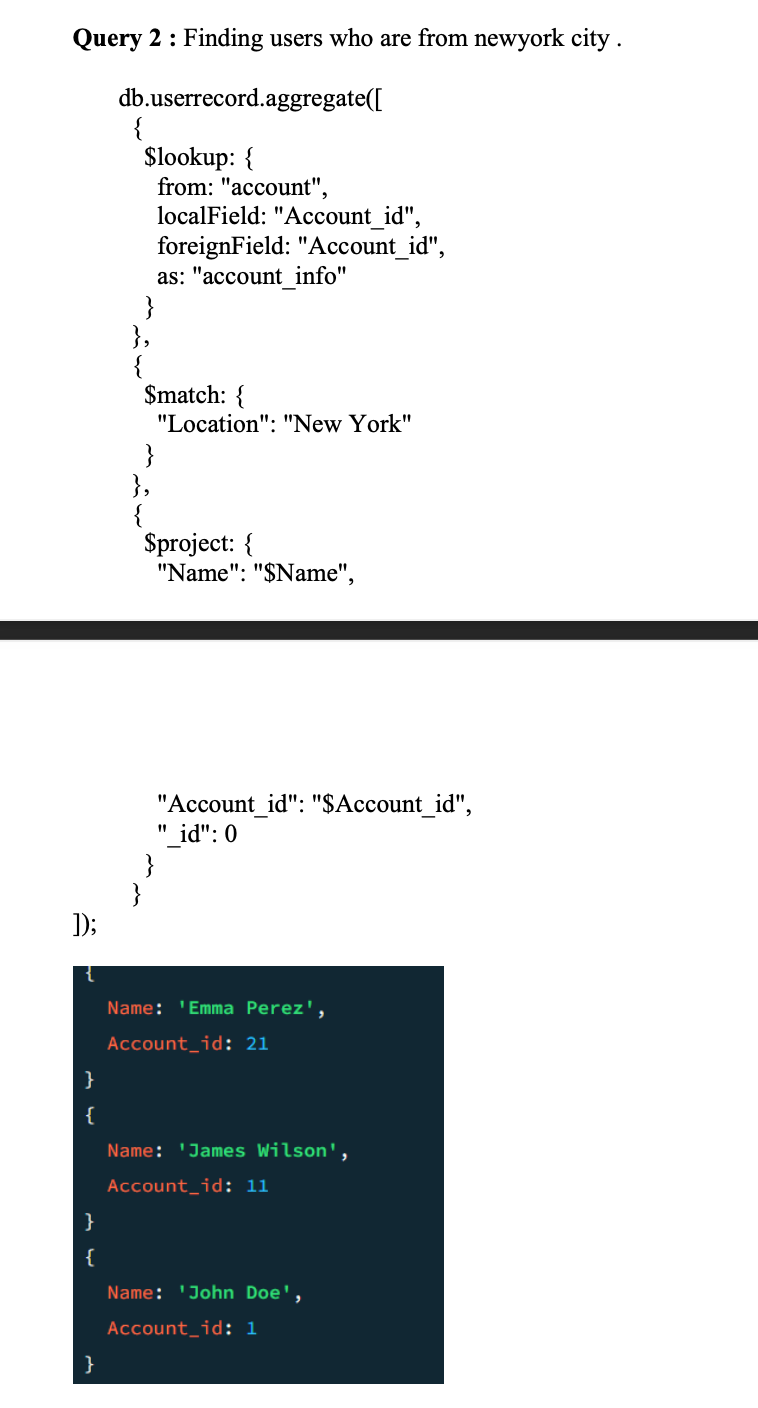 Query 2 : Finding users who are from newyork city .
db.userrecord.aggregate([
{
$lookup: {
from: "account",
localField: "Account_id",
foreignField: "Account_id",
as: "account_info"
}
},
{
$match: {
"Location": "New York"
}
},
{
$project: {
"Name": "$Name",
"Account_id": "$Account_id",
"_id": 0
}
}
]);
{
Name: 'Emma Perez',
Account_id: 21
}
{
Name: 'James Wilson',
Account_id: 11
}
{
Name: 'John Doe',
Account_id: 1
}